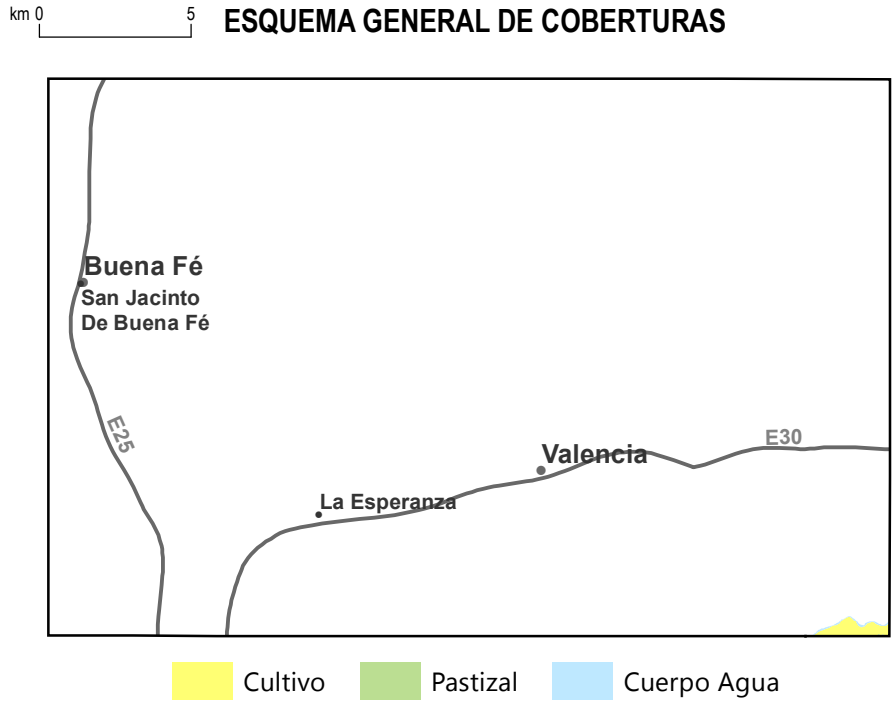 km 0 5
ESQUEMA GENERAL DE COBERTURAS
Buena Fé
San Jacinto
De Buena Fé
E25
E30
Valencia
La Esperanza
Cultivo
Pastizal
Cuerpo Agua